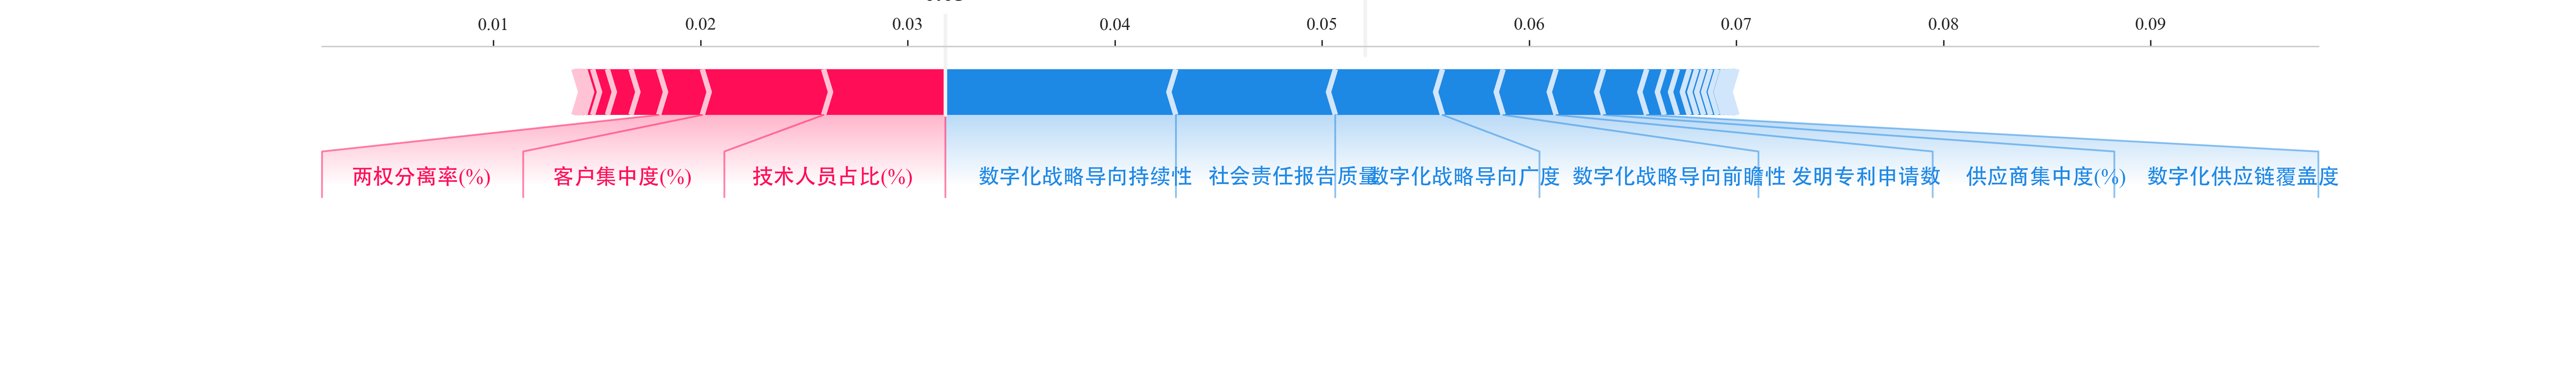 0.01 0.02 0.03 0.04 0.05 0.06 0.07 0.08 0.09
两权分离率(%) 客户集中度(%) 技术人员占比(%) 数字化战略导向持续性 社会责任报告质量 数字化战略导向广度 数字化战略导向前瞻性 发明专利申请数 供应商集中度(%) 数字化供应链覆盖度